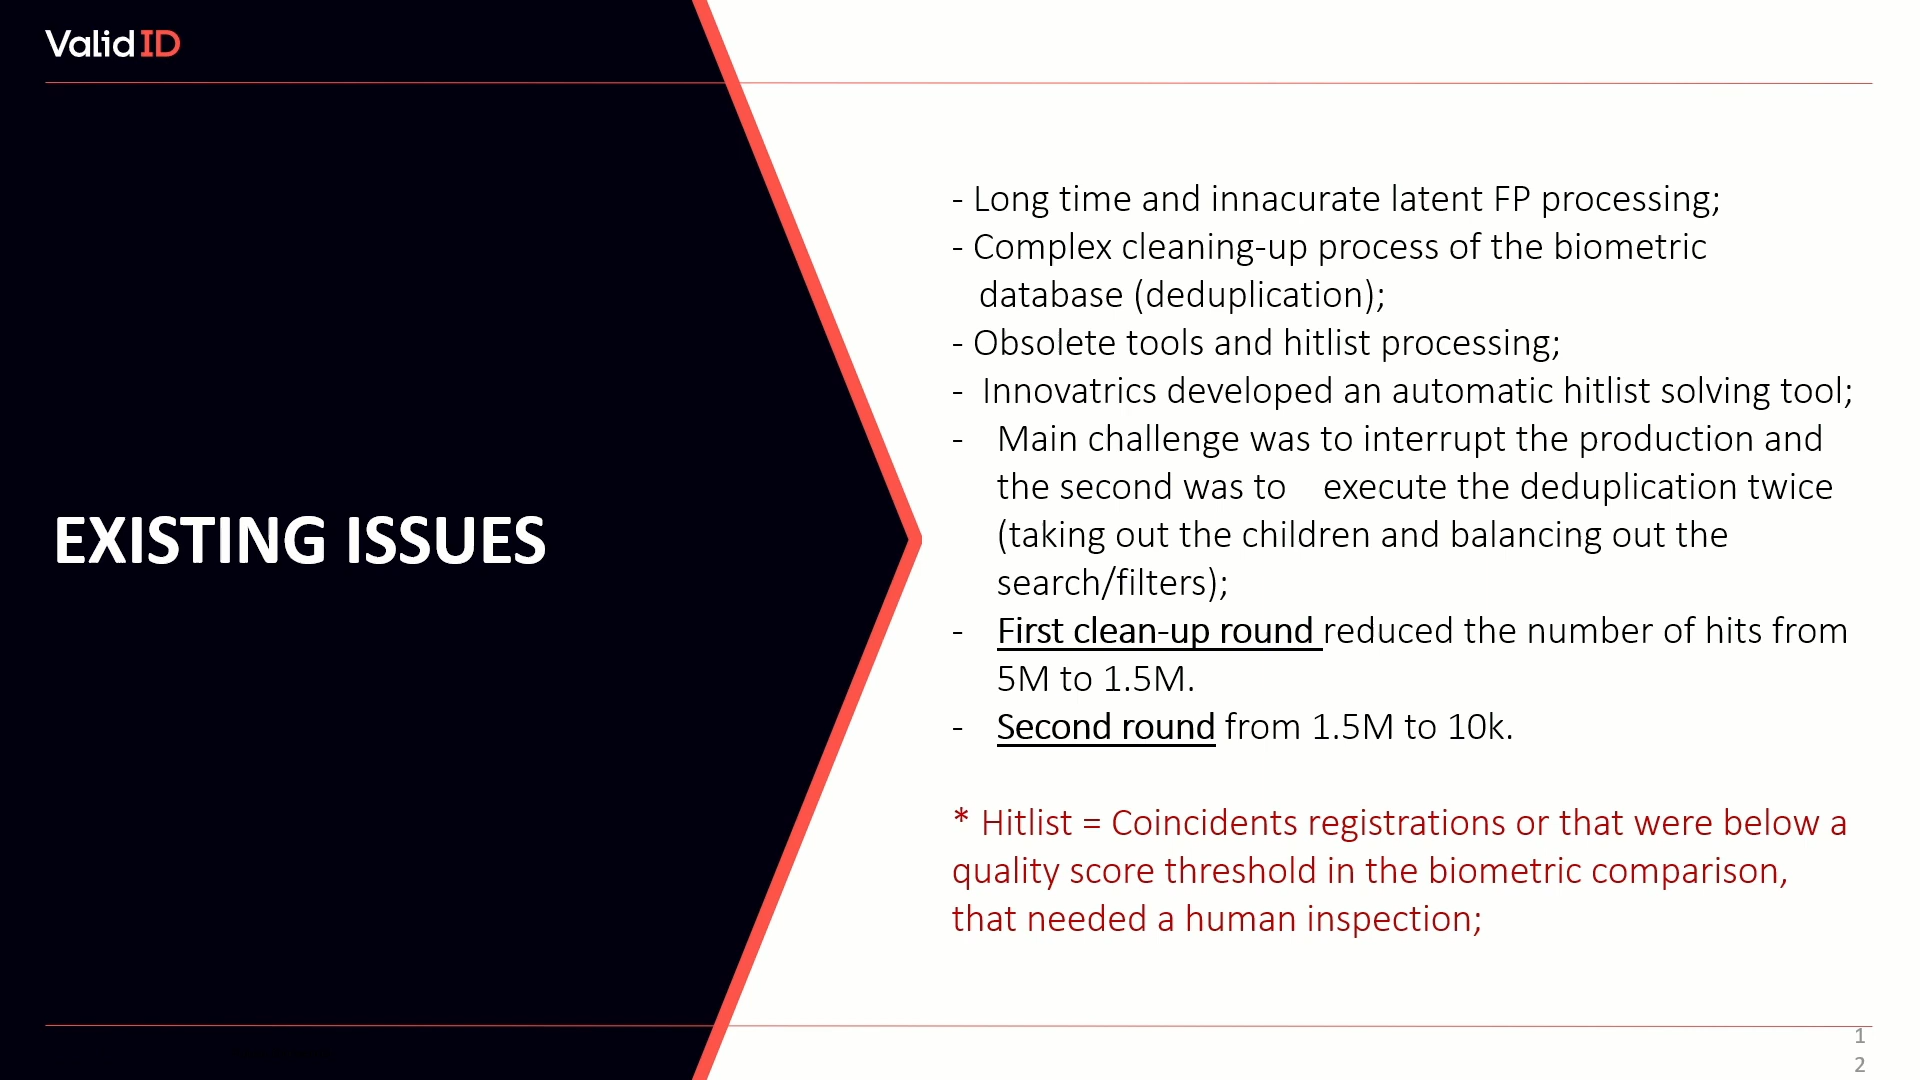 Valid ID
EXISTING ISSUES
- Long time and innacurate latent FP processing;
- Complex cleaning-up process of the biometric
database (deduplication);
- Obsolete tools and hitlist processing;
- Innovatrics developed an automatic hitlist solving tool;
- Main challenge was to interrupt the production and
the second was to execute the deduplication twice
(taking out the children and balancing out the
search/filters);
- First clean-up round reduced the number of hits from
5M to 1.5M.
- Second round from 1.5M to 10k.
* Hitlist = Coincidents registrations or that were below a
quality score threshold in the biometric comparison,
that needed a human inspection;
1
2